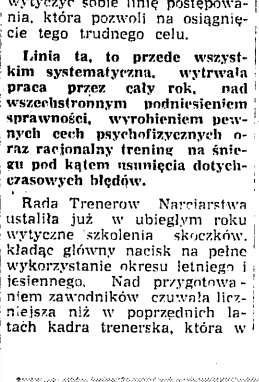 wytyczyć sobie linię postępowa-
nia, która pozwoli na osiągnię-
cie tego trudnego celu.
Linia ta, to przede wszyst-
kim systematyczna, wytrwała
praca przez cały rok, nad
wszechstronnym podniesieniem
sprawności, wyrobieniem pew-
nych cech psychofizycznych o-
raz racjonalny trening na śnie-
gu pod kątem usunięcia dotych-
czasowych błędów.
Rada Trenerow Narciarstwa
ustaliła już w ubiegłym roku
wytyczne szkolenia skoczków,
kładąc główny nacisk na pełne
wykorzystanie okresu letniego i
jesiennego. Nad przygotowa-
niem zawodników czuwała licz-
niejsza niż w poprzednich la-
tach kadra trenerska, która w